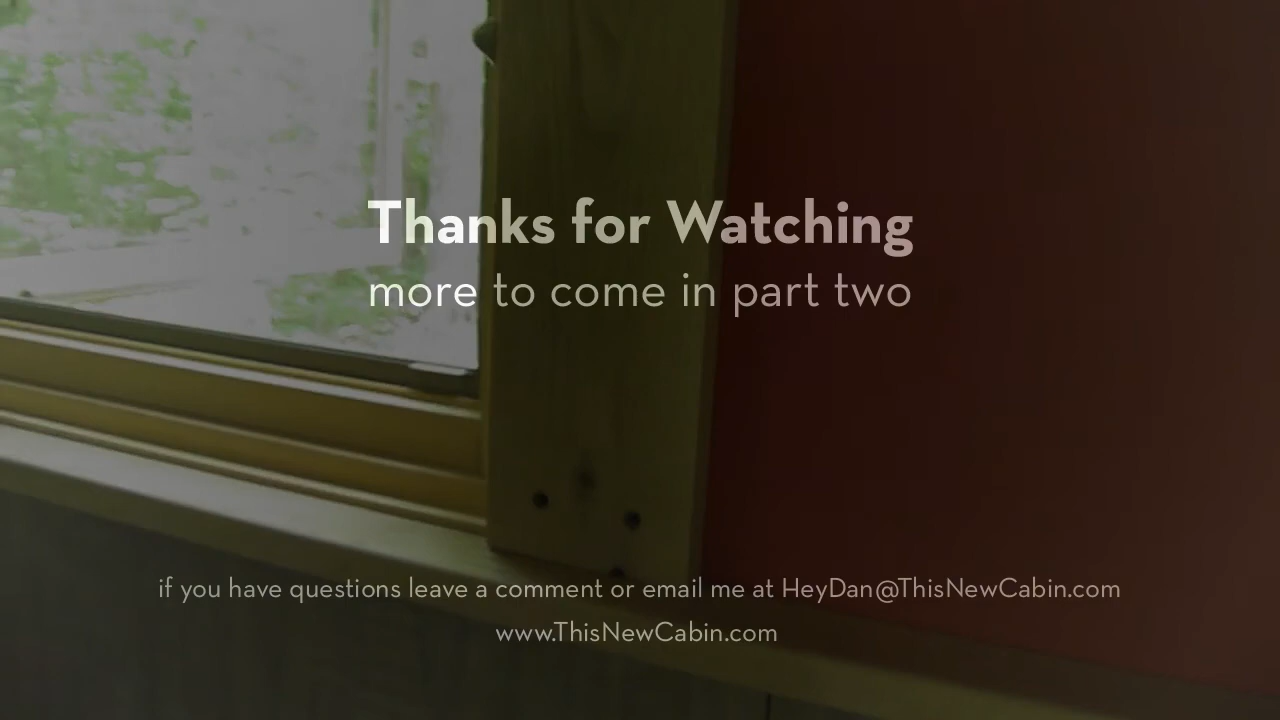 Thanks for Watching
more to come in part two
if you have questions leave a comment or email me at HeyDan@ThisNewCabin.com
www.ThisNewCabin.com